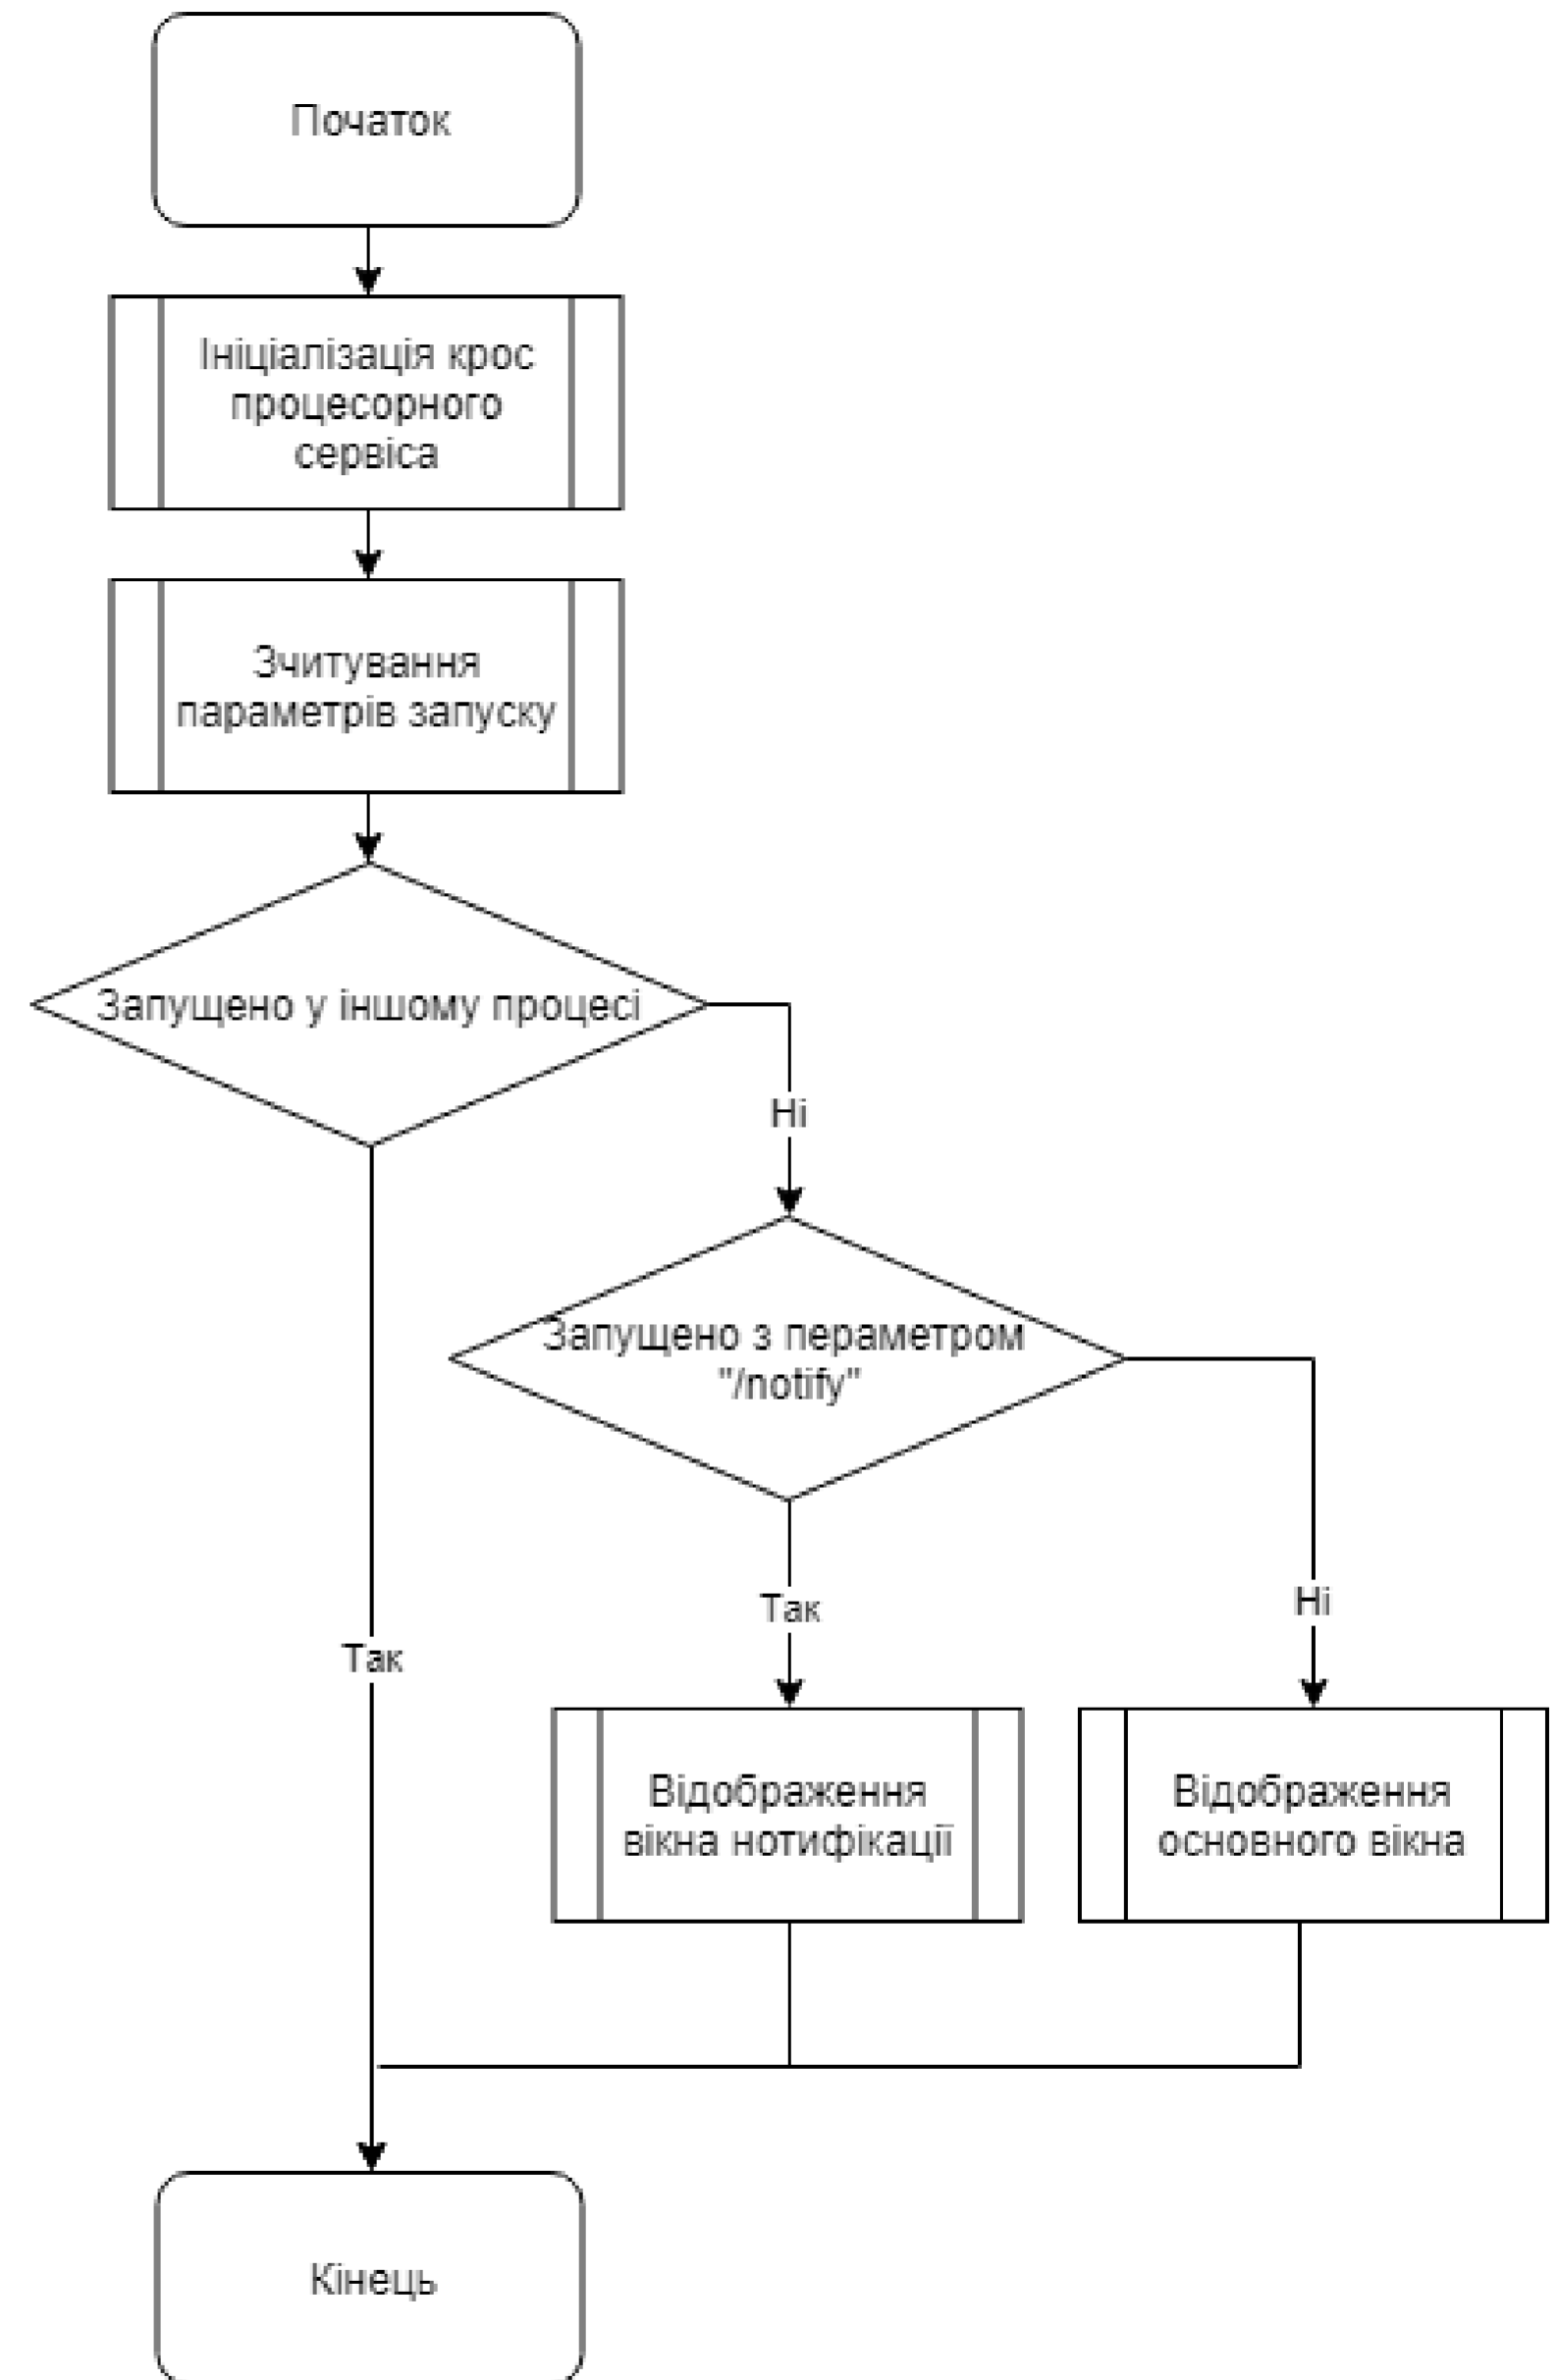 Початок
Ініціалізація крос
процесорного
сервіса
Зчитування
параметрів запуску
Запущено у іншому процесі
Ні
Запущено з пераметром
"/notify"
Так
Ні
Так
Відображення
вікна нотифікації
Відображення
основного вікна
Кінець